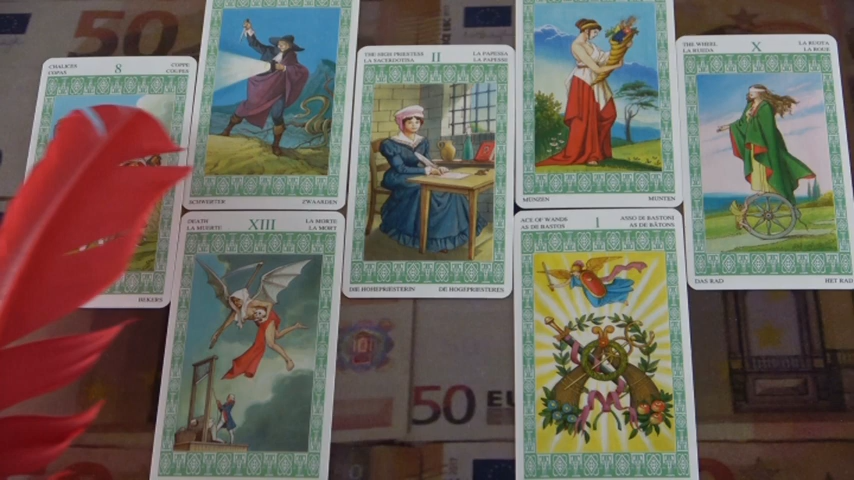 50
CHALICES 8 COPPE
COPAS COUPES
SCHWERTER ZWAARDEN
THE HIGH PRIESTESS II LA PAPESSA
LA SACERDOTISA LA PAPESSE
DIE HOHEPRIESTERIN DE HOGEPRIESTERES
MÜNZEN MUNTEN
THE WHEEL X LA RUOTA
LA RUEDA LA ROUE
DAS RAD HET RAD
BEKERS
DEATH XIII LA MORTE
LA MUERTE LA MORT
ACE OF WANDS I ASSO DI BASTONI
AS DE BASTOS AS DE BÂTONS
50 EU